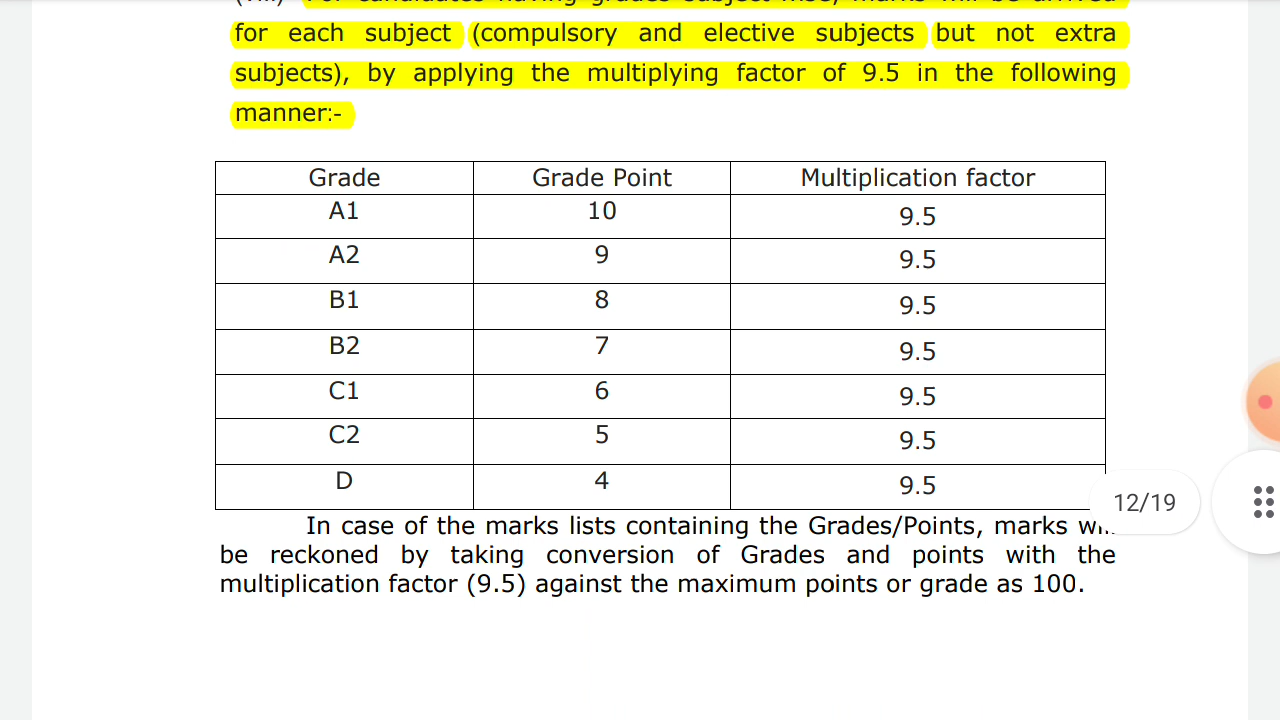 for each subject (compulsory and elective subjects but not extra
subjects), by applying the multiplying factor of 9.5 in the following
manner:-
Grade Grade Point Multiplication factor
A1 10 9.5
A2 9 9.5
B1 8 9.5
B2 7 9.5
C1 6 9.5
C2 5 9.5
D 4 9.5
12/19
In case of the marks lists containing the Grades/Points, marks
be reckoned by taking conversion of Grades and points with the
multiplication factor (9.5) against the maximum points or grade as 100.